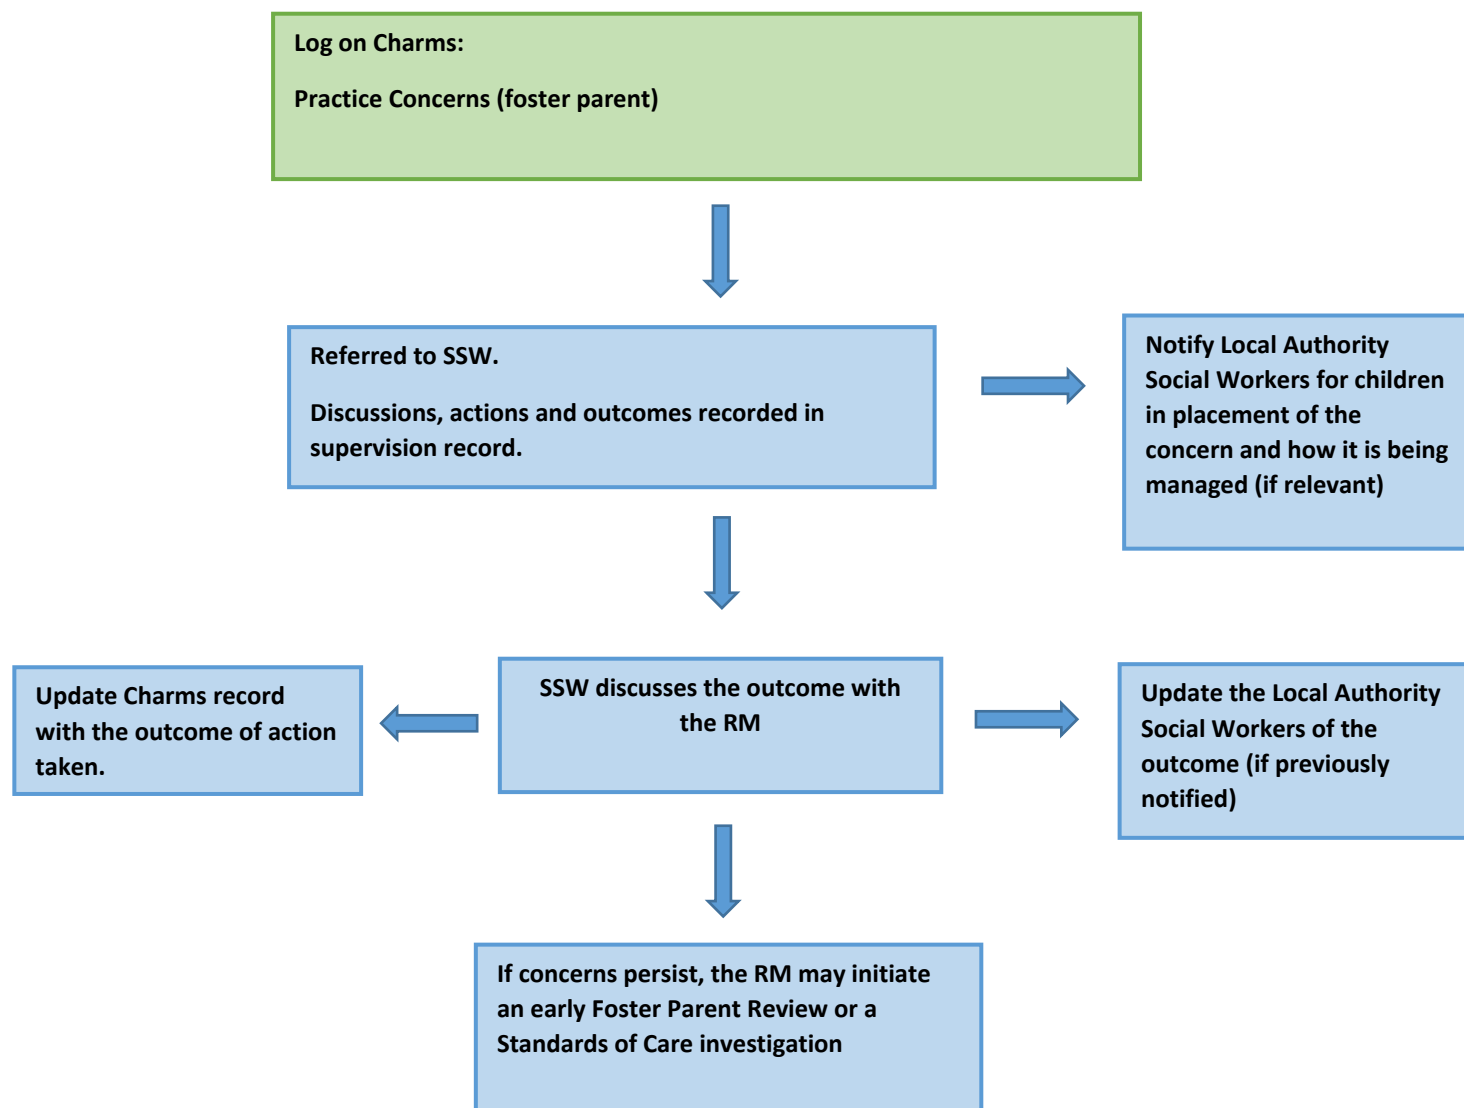 Log on Charms:
Practice Concerns (foster parent)
Referred to SSW.
Discussions, actions and outcomes recorded in
supervision record.
Notify Local Authority
Social Workers for children
in placement of the
concern and how it is being
managed (if relevant)
Update Charms record
with the outcome of action
taken.
SSW discusses the outcome with
the RM
Update the Local Authority
Social Workers of the
outcome (if previously
notified)
If concerns persist, the RM may initiate
an early Foster Parent Review or a
Standards of Care investigation